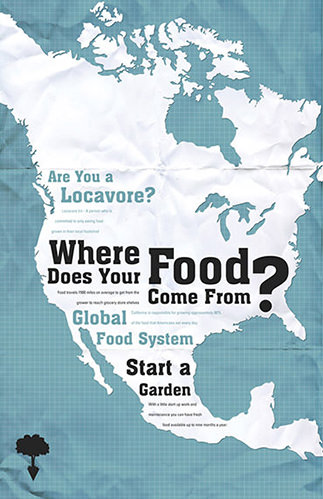 Are You a
Locavore?
Locavore (n) - A person who is
committed to only eating food
grown in their local foodshed
Where
Does Your
Food
Come From
?
Food travels 1500 miles on average to get from the
grower to reach grocery store shelves
Global
Food System
California is responsible for growing approximately
of the food that Americans eat every day
Start a
Garden
With a little start up work and
maintenance you can have fresh
food available up to nine months a year